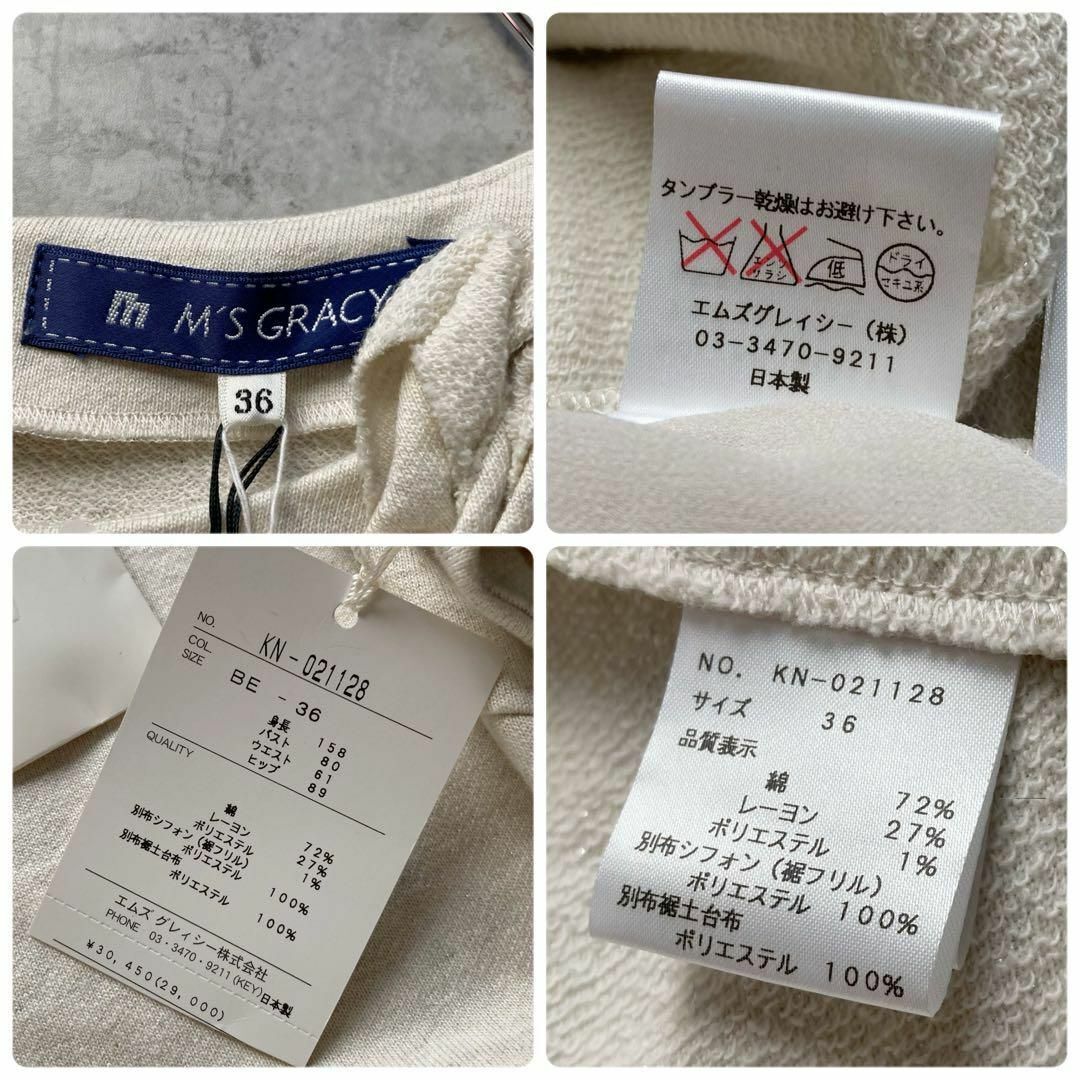 M'S GRACY
36
タンブラー乾燥はお避け下さい。
エンソ
クラシ
低
ドライ
セキユ系
エムズグレイシー(株)
03-3470-9211
日本製
NO. KN-021128
COL. BE - 36
SIZE
身長 158
バスト 80
ウエスト 61
ヒップ 89
QUALITY
綿 72%
レーヨン 27%
ポリエステル 1%
別布シフォン(裾フリル)
ポリエステル 100%
別布裾土台布
ポリエステル 100%
エムズグレイシー株式会社
PHONE 03・3470・9211(KEY)日本製
¥30,450(29,000)
NO. KN-021128
サイズ 36
品質表示
綿 72%
レーヨン 27%
ポリエステル 1%
別布シフォン(裾フリル)
ポリエステル 100%
別布裾土台布
ポリエステル 100%